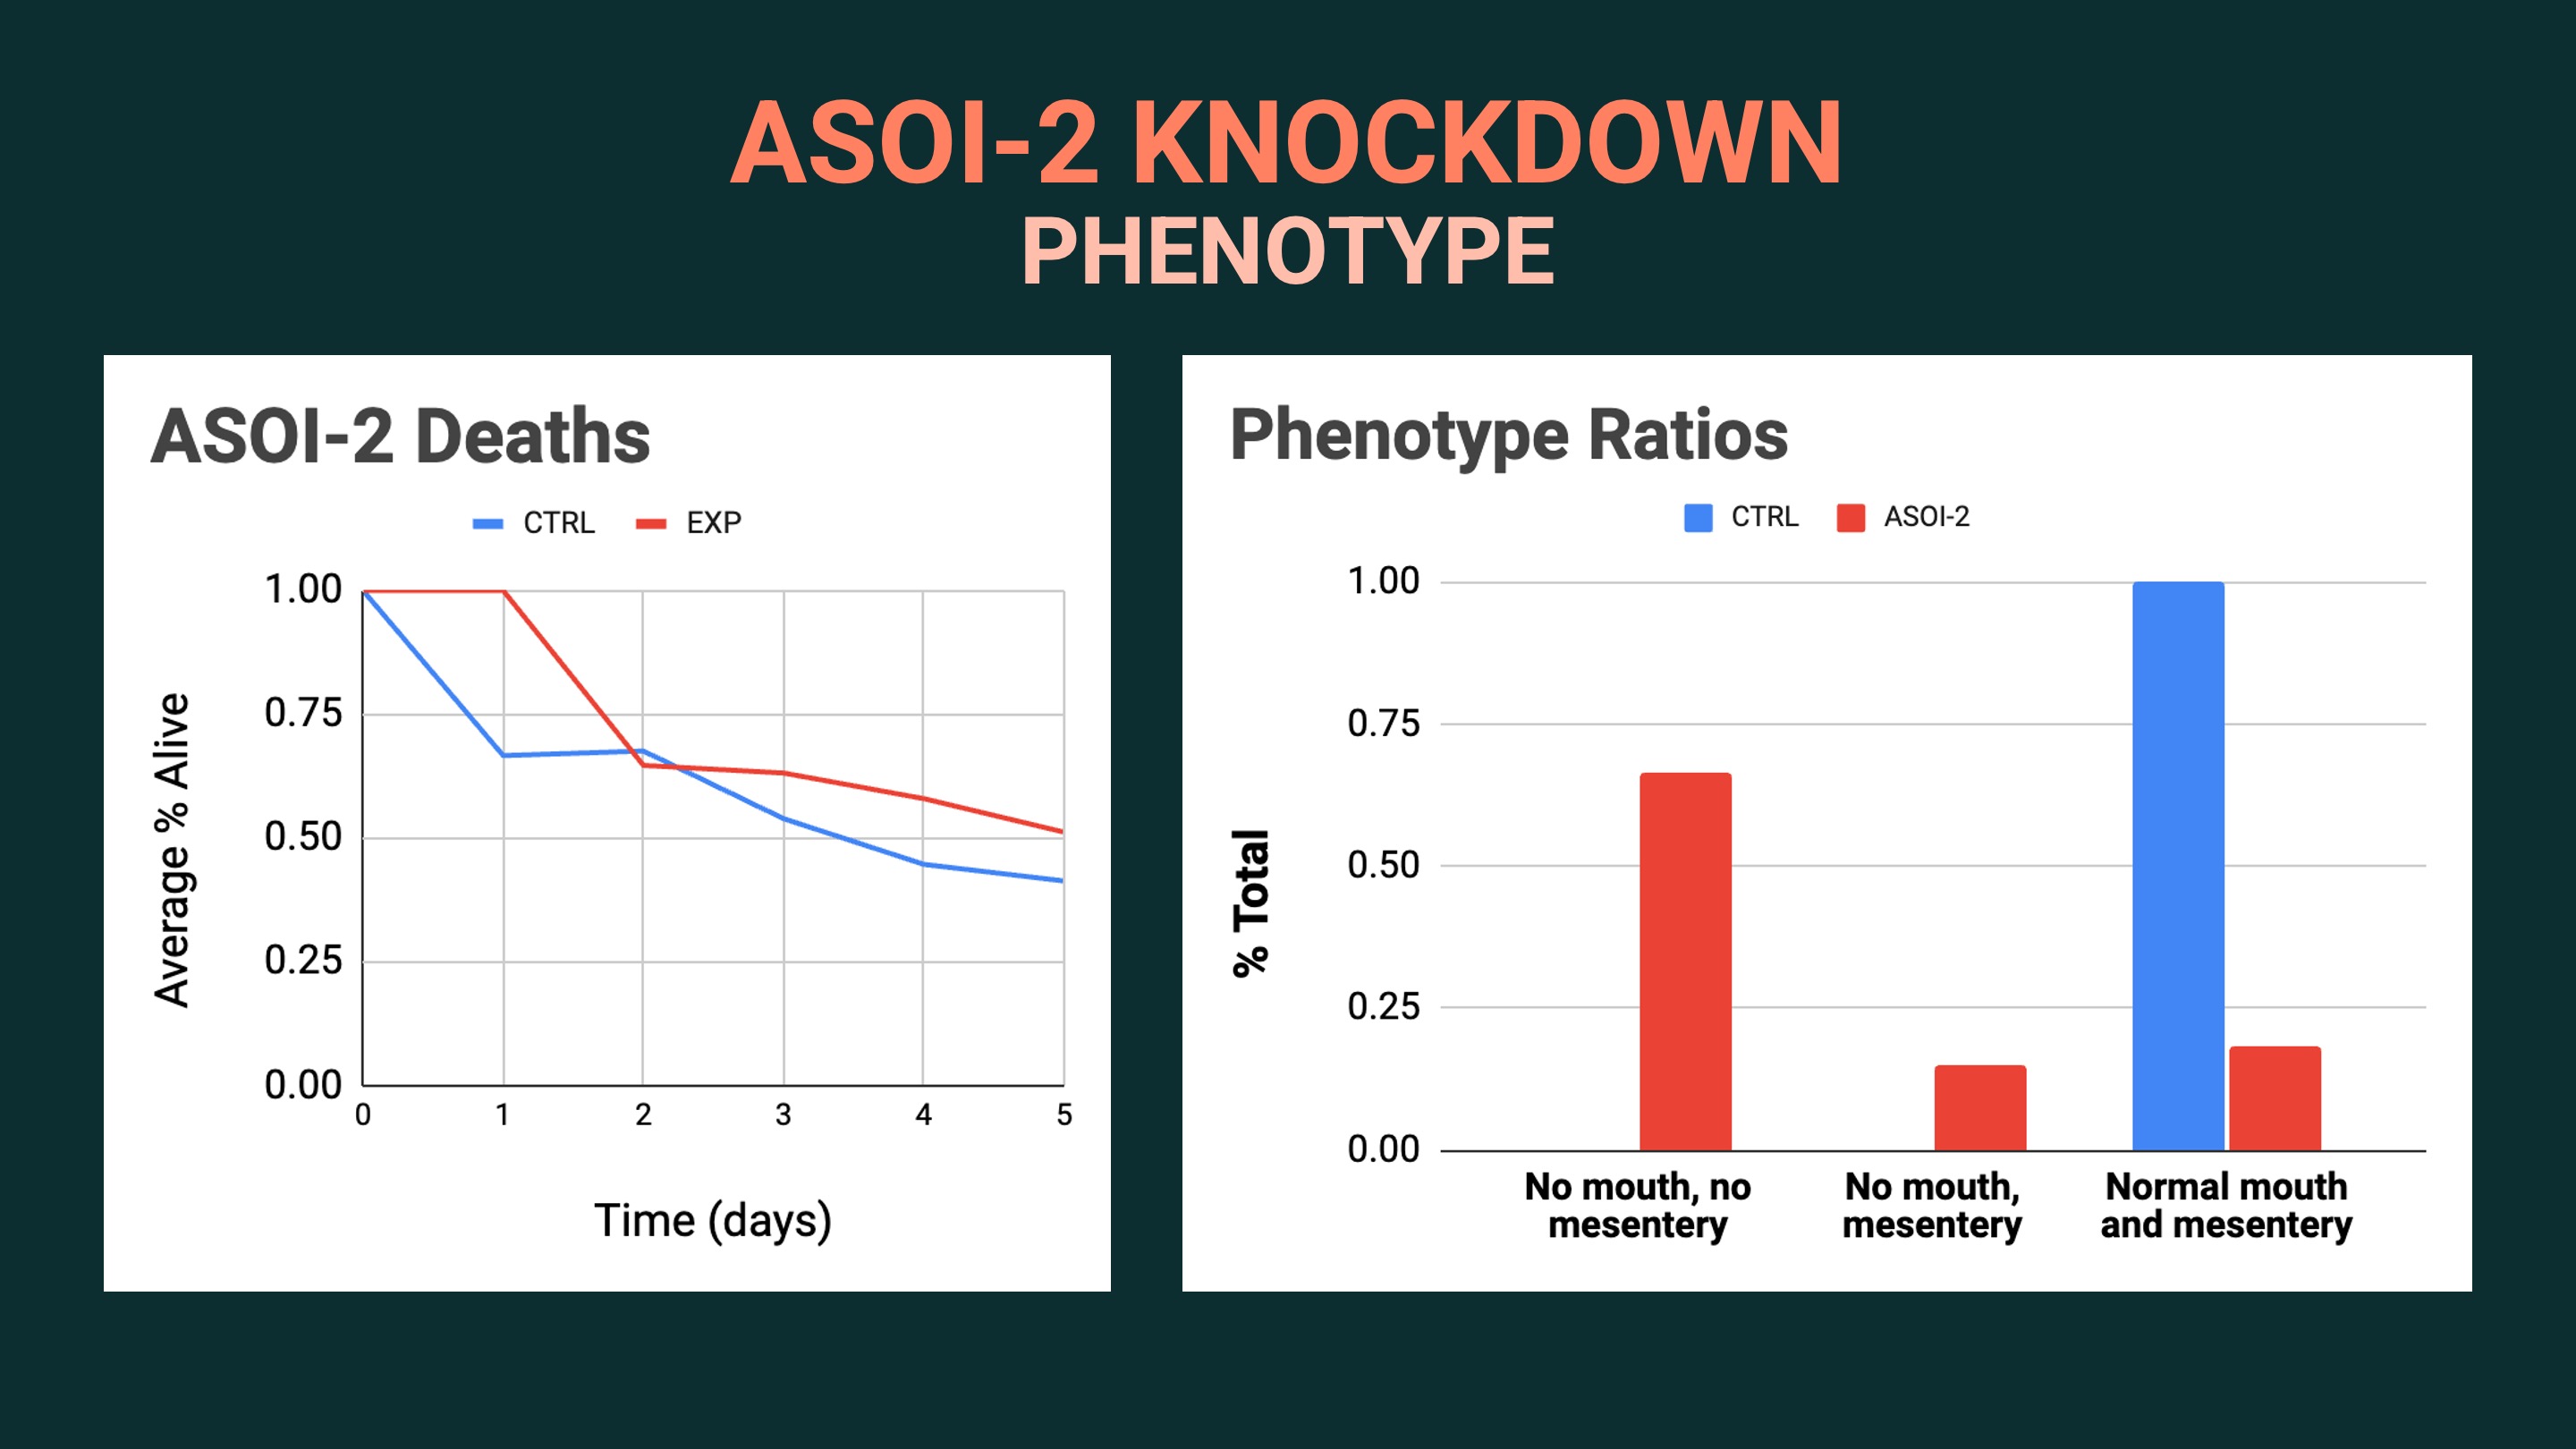 ASOI-2 KNOCKDOWN
PHENOTYPE
ASOI-2 Deaths
CTRL EXP
Average % Alive
1.00
0.75
0.50
0.25
0.00
0 1 2 3 4 5
Time (days)
Phenotype Ratios
CTRL ASOI-2
% Total
1.00
0.75
0.50
0.25
0.00
No mouth, no
mesentery
No mouth,
mesentery
Normal mouth
and mesentery